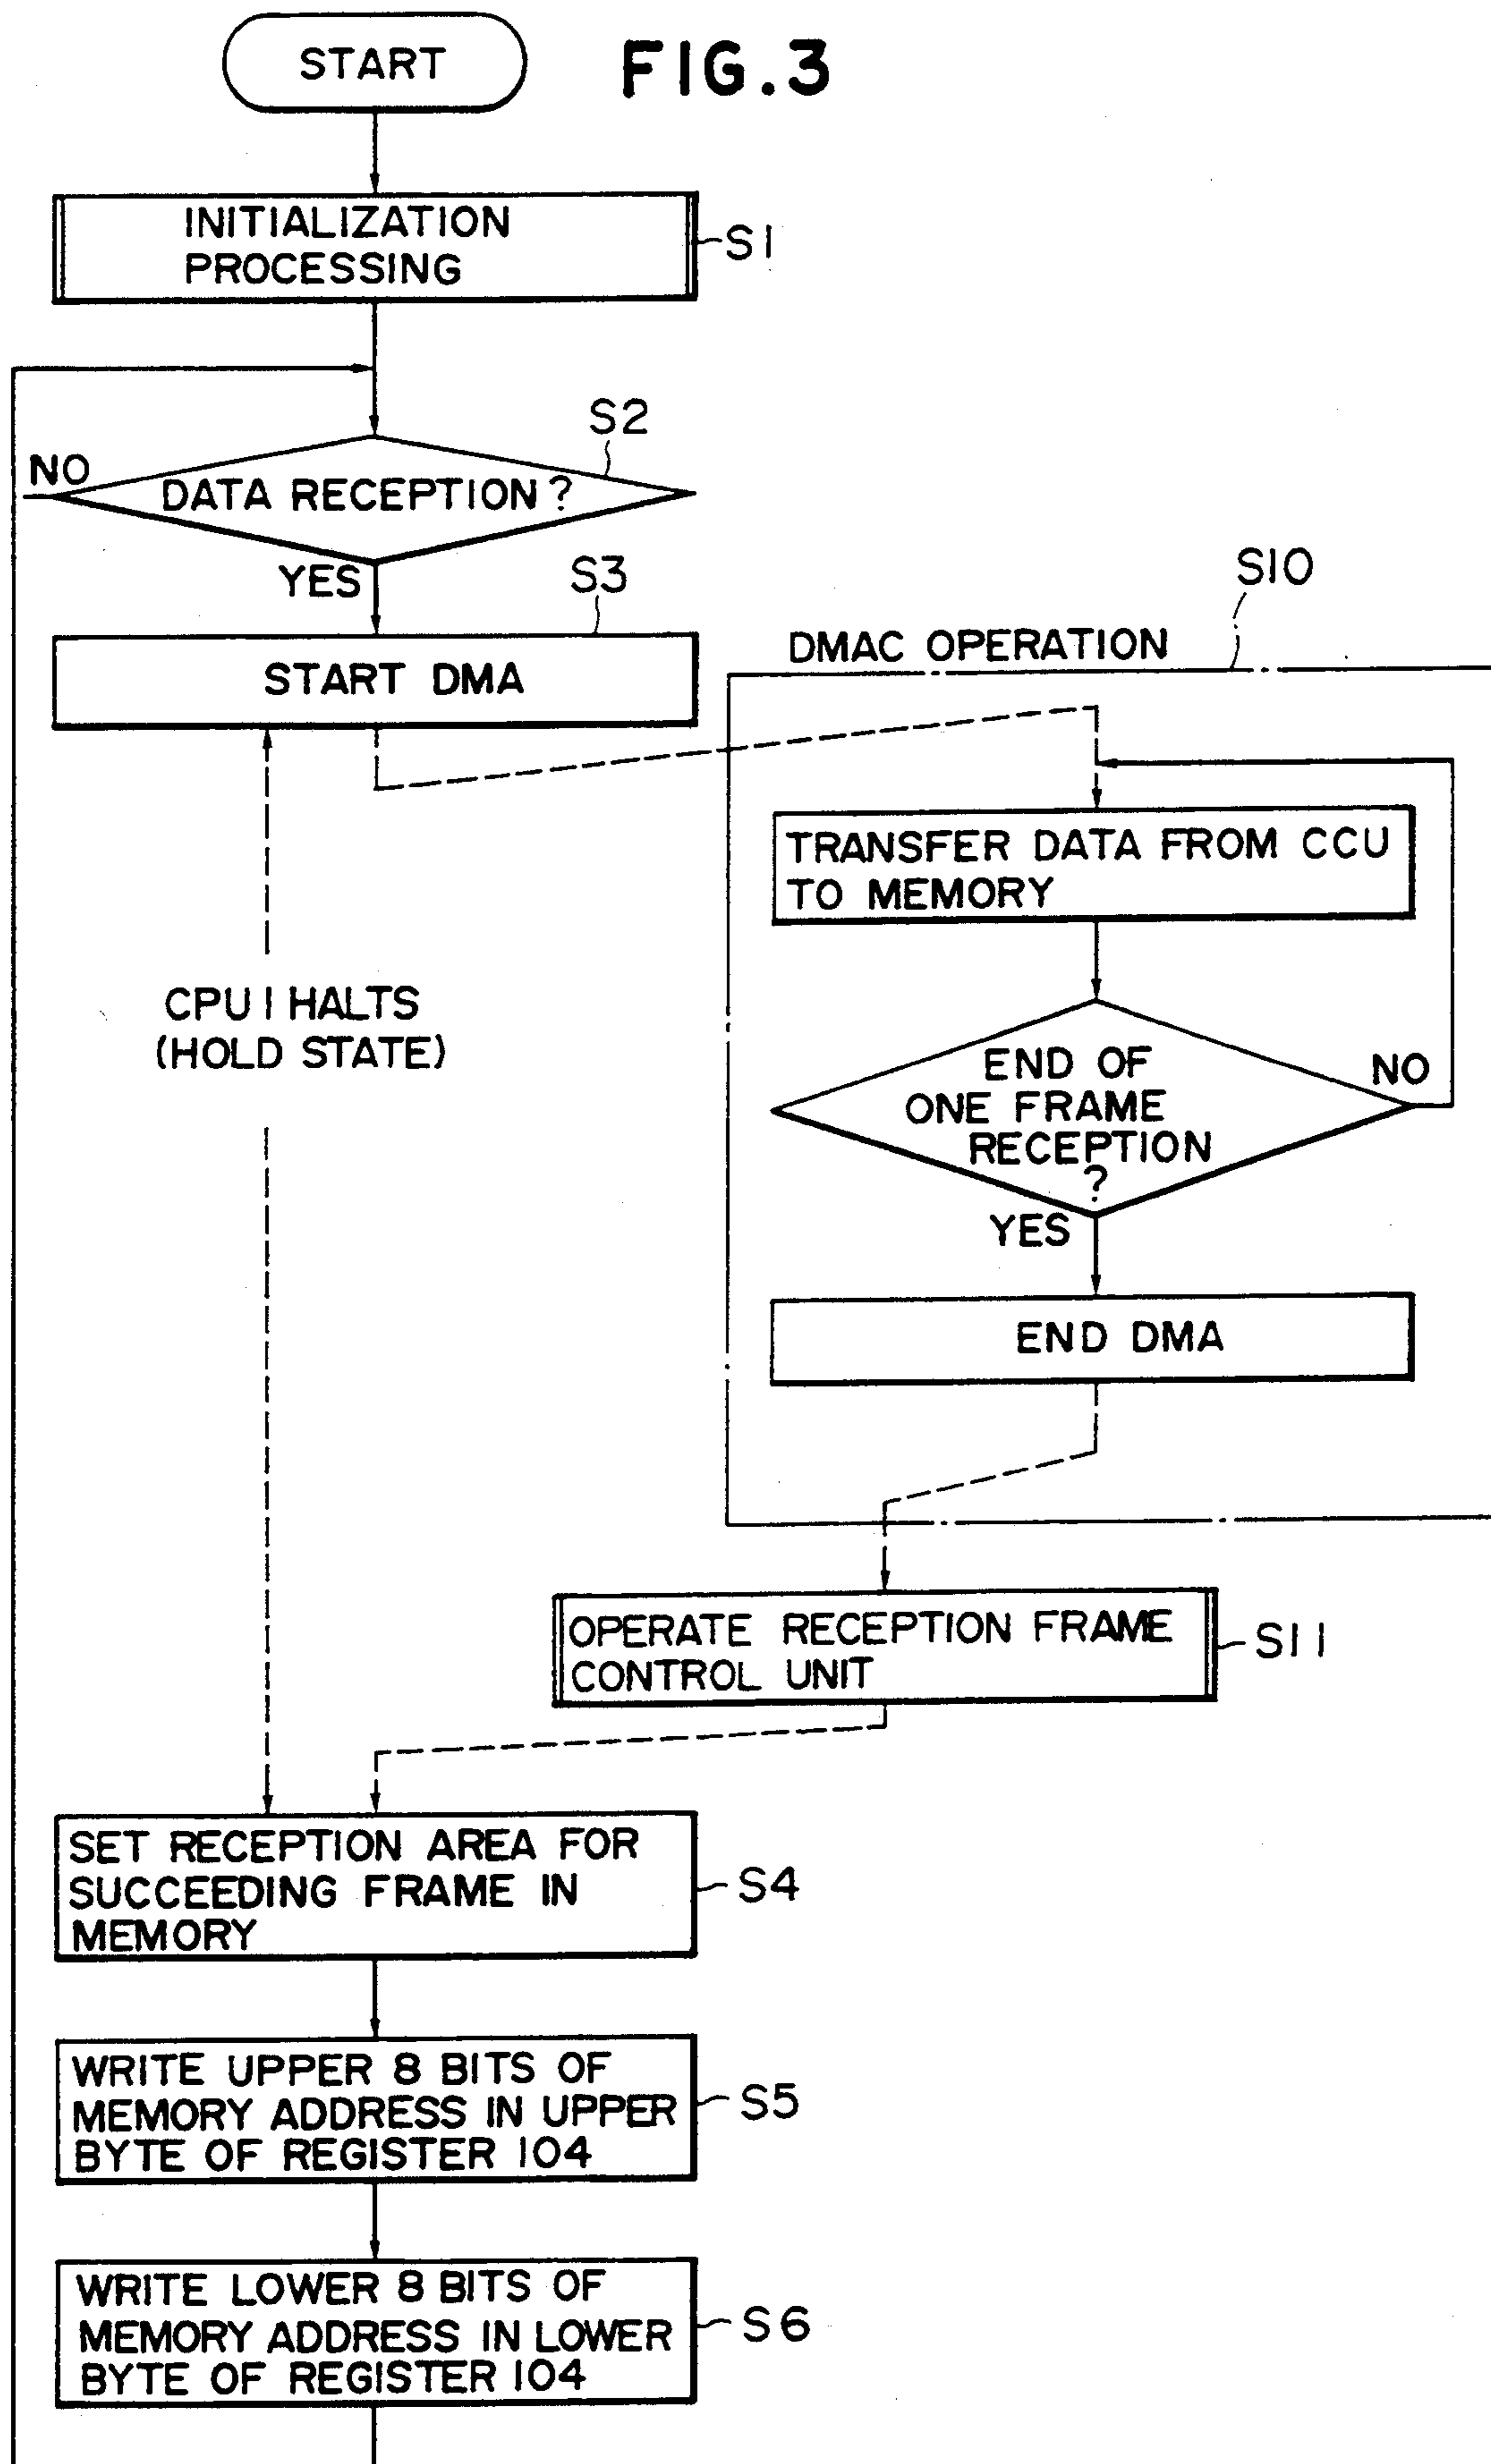 START
FIG.3
INITIALIZATION
PROCESSING
S1
S2
NO
DATA RECEPTION?
YES
S3
START DMA
S10
DMAC OPERATION
TRANSFER DATA FROM CCU
TO MEMORY
CPU 1 HALTS
(HOLD STATE)
END OF
ONE FRAME
RECEPTION
?
NO
YES
END DMA
OPERATE RECEPTION FRAME
CONTROL UNIT
S11
SET RECEPTION AREA FOR
SUCCEEDING FRAME IN
MEMORY
S4
WRITE UPPER 8 BITS OF
MEMORY ADDRESS IN UPPER
BYTE OF REGISTER 104
S5
WRITE LOWER 8 BITS OF
MEMORY ADDRESS IN LOWER
BYTE OF REGISTER 104
S6